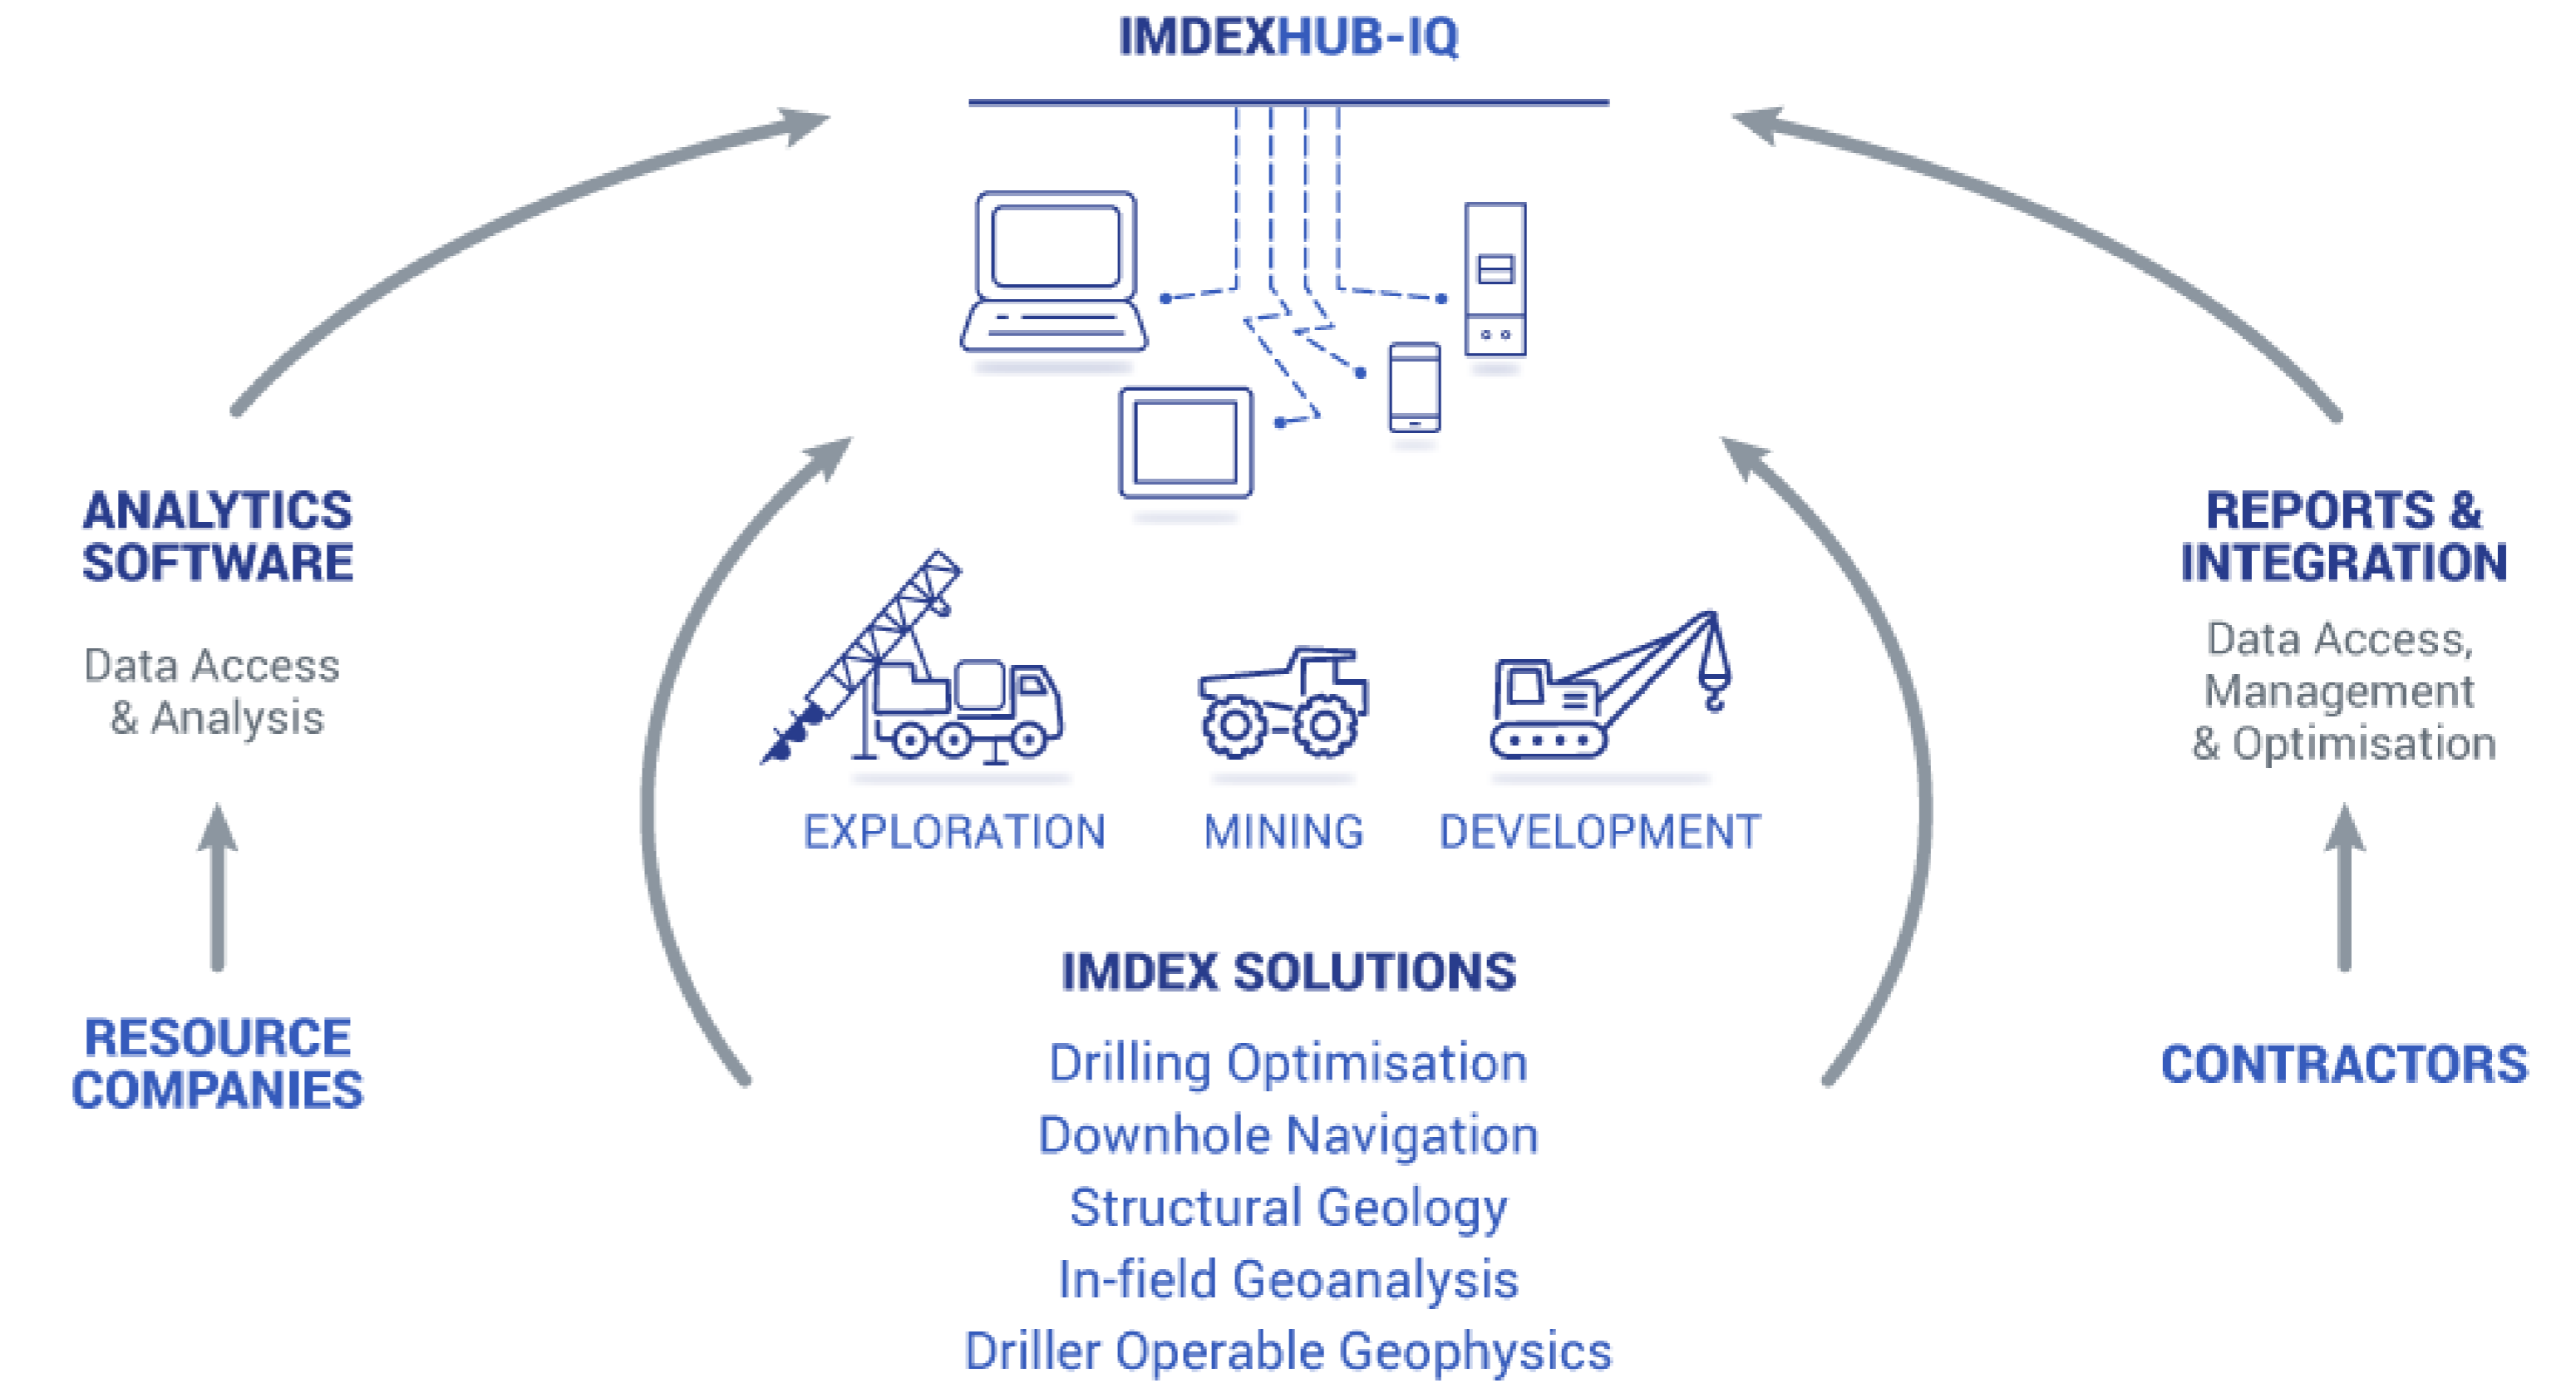 IMDEXHUB-IQ
ANALYTICS
SOFTWARE
Data Access
& Analysis
RESOURCE
COMPANIES
EXPLORATION
MINING
DEVELOPMENT
IMDEX SOLUTIONS
Drilling Optimisation
Downhole Navigation
Structural Geology
In-field Geoanalysis
Driller Operable Geophysics
REPORTS &
INTEGRATION
Data Access,
Management
& Optimisation
CONTRACTORS